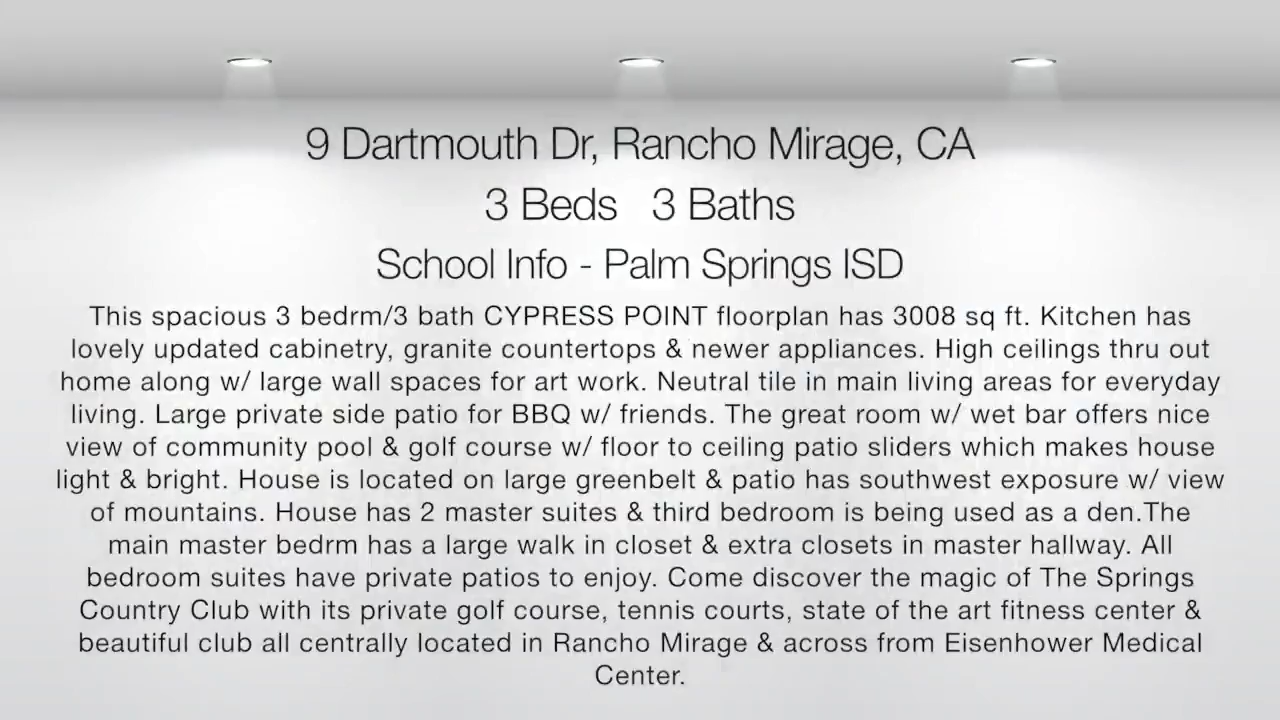 9 Dartmouth Dr, Rancho Mirage, CA
3 Beds 3 Baths
School Info - Palm Springs ISD
This spacious 3 bedrm/3 bath CYPRESS POINT floorplan has 3008 sq ft. Kitchen has
lovely updated cabinetry, granite countertops & newer appliances. High ceilings thru out
home along w/ large wall spaces for art work. Neutral tile in main living areas for everyday
living. Large private side patio for BBQ w/ friends. The great room w/ wet bar offers nice
view of community pool & golf course w/ floor to ceiling patio sliders which makes house
light & bright. House is located on large greenbelt & patio has southwest exposure w/ view
of mountains. House has 2 master suites & third bedroom is being used as a den.The
main master bedrm has a large walk in closet & extra closets in master hallway. All
bedroom suites have private patios to enjoy. Come discover the magic of The Springs
Country Club with its private golf course, tennis courts, state of the art fitness center &
beautiful club all centrally located in Rancho Mirage & across from Eisenhower Medical
Center.